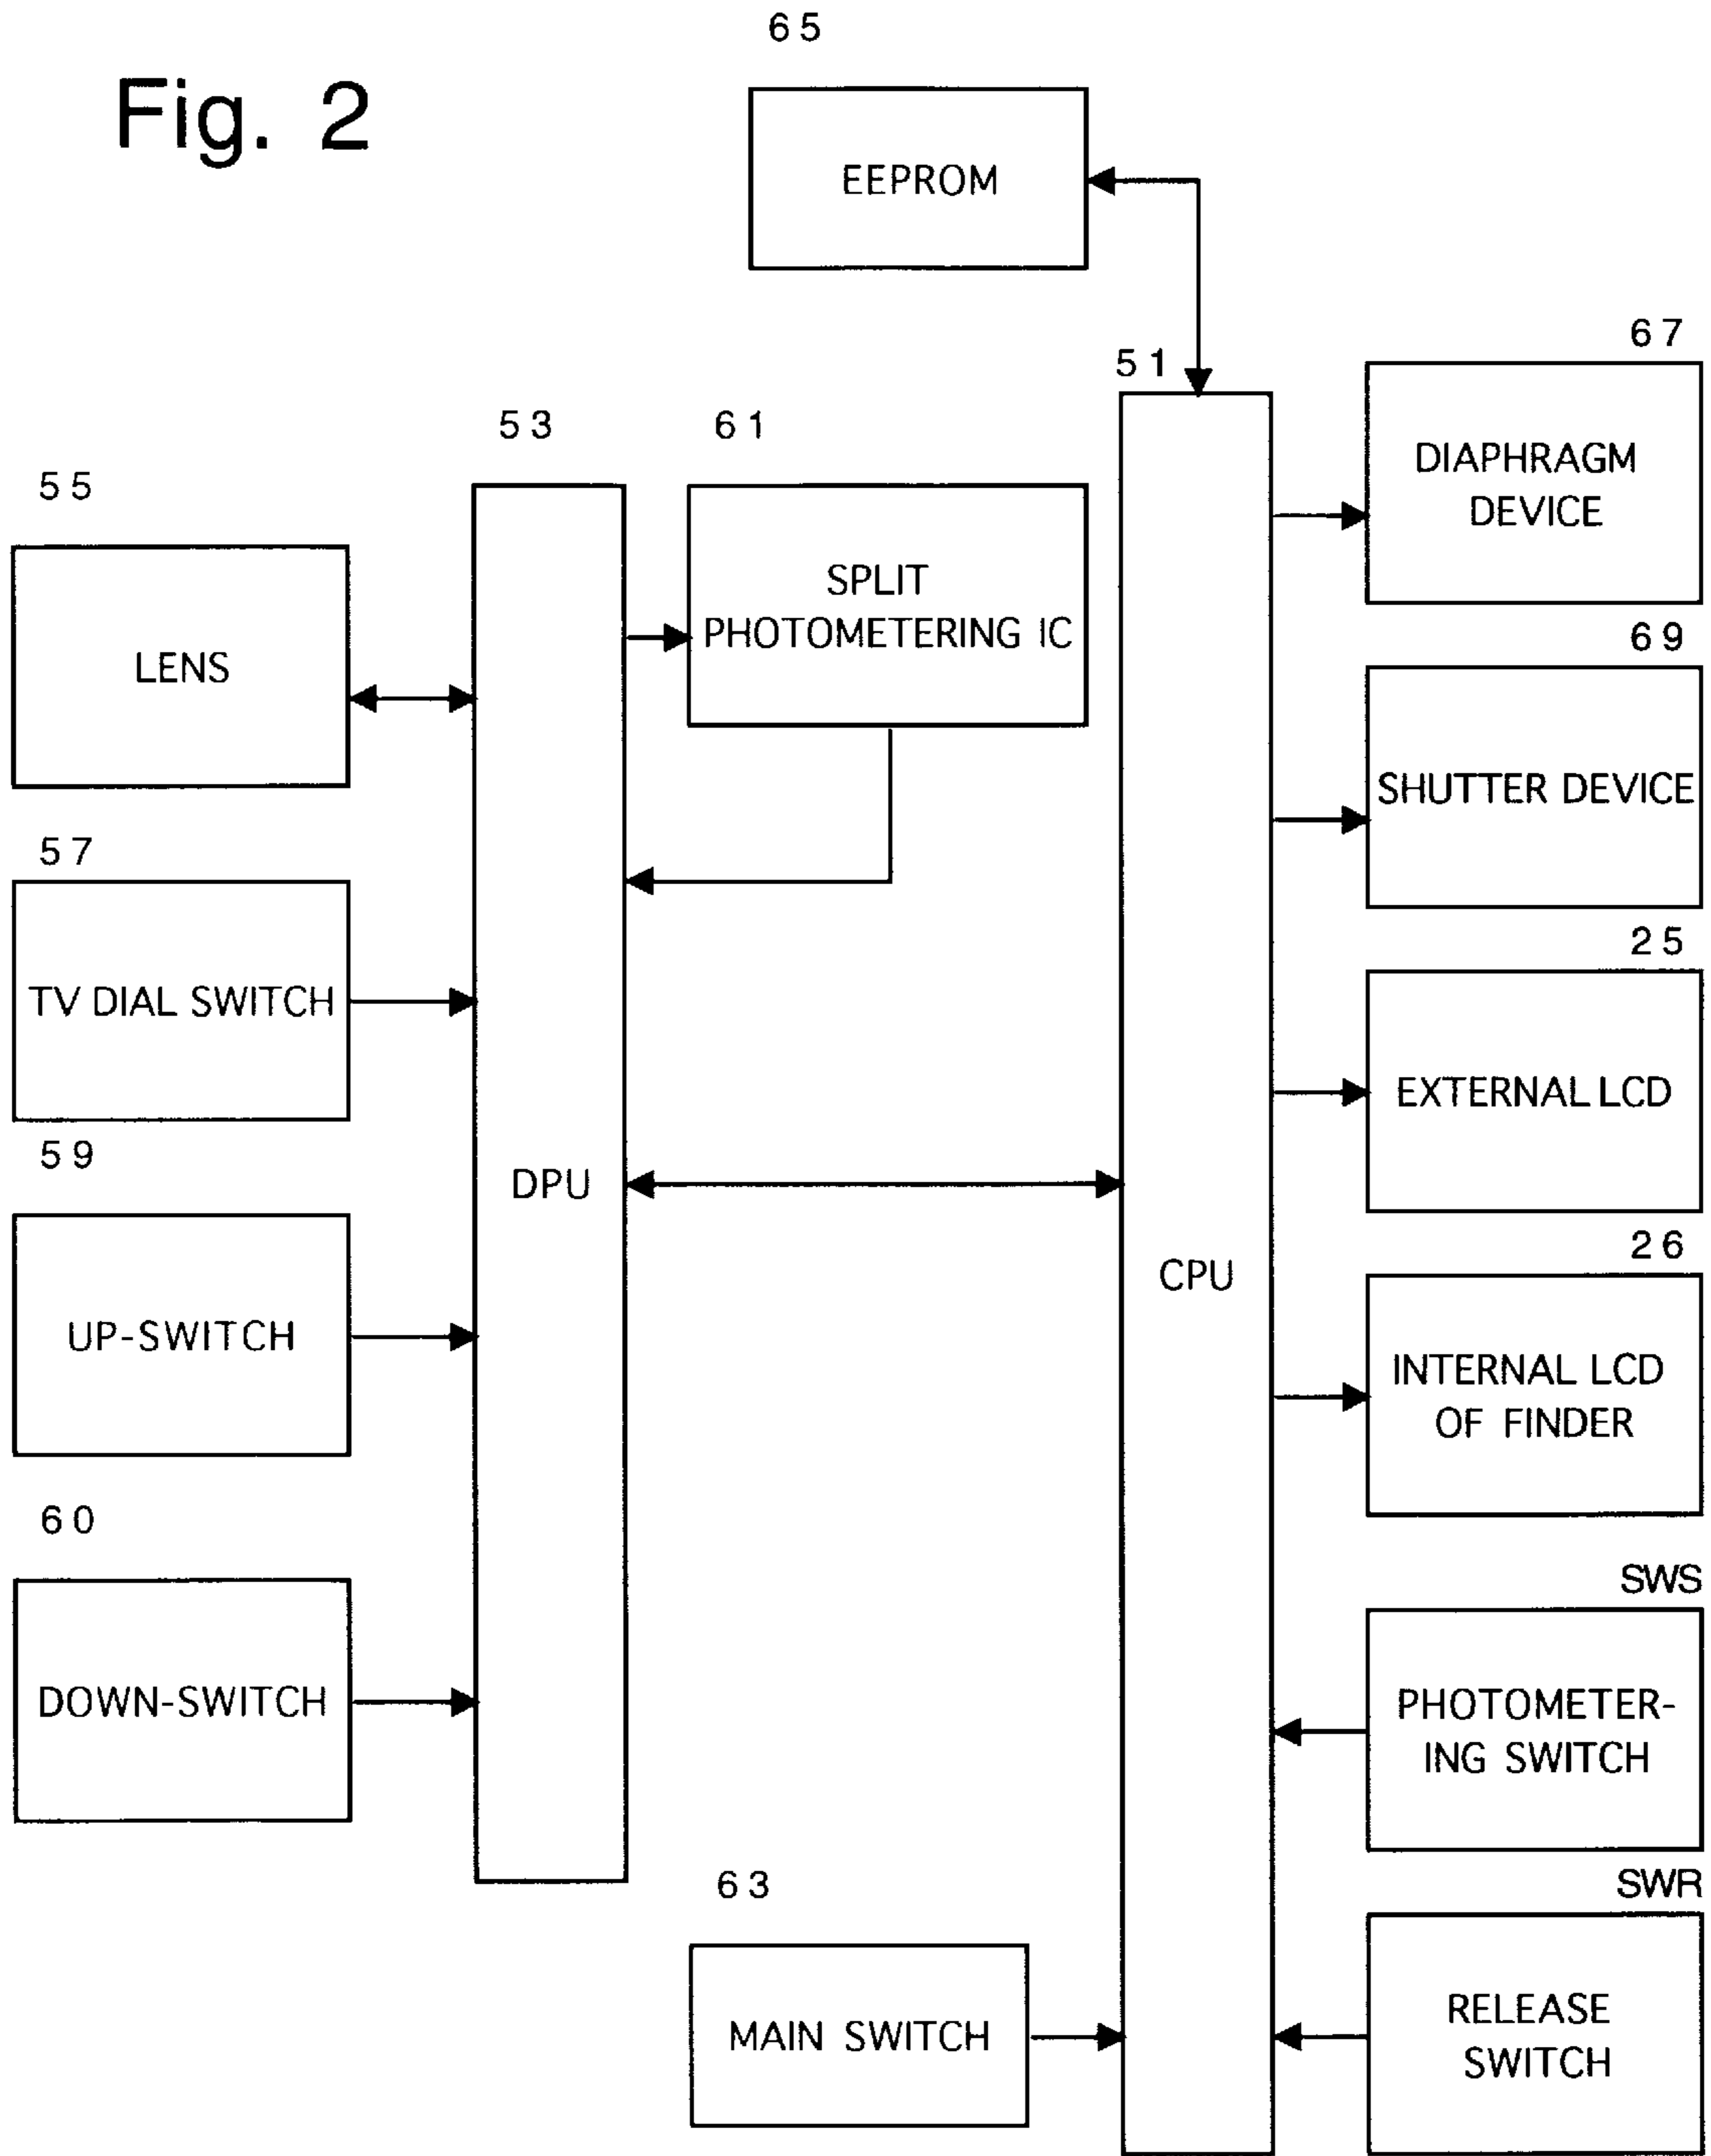 Fig. 2
65
EEPROM
67
DIAPHRAGM
DEVICE
51
53
61
55
LENS
SPLIT
PHOTOMETERING IC
69
SHUTTER DEVICE
57
TV DIAL SWITCH
25
EXTERNAL LCD
59
UP-SWITCH
DPU
CPU
26
INTERNAL LCD
OF FINDER
60
DOWN-SWITCH
SWS
PHOTOMETER-
ING SWITCH
63
MAIN SWITCH
SWR
RELEASE
SWITCH